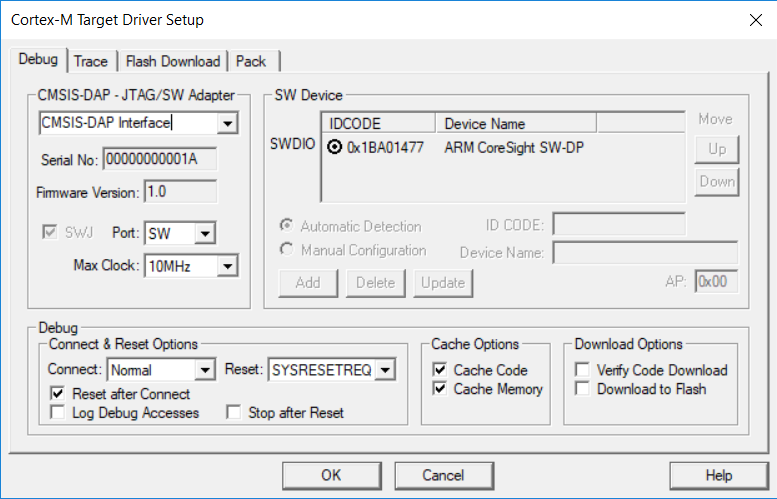 Cortex-M Target Driver Setup
Debug Trace Flash Download Pack
CMSIS-DAP - JTAG/SW Adapter
CMSIS-DAP Interface
Serial No: 00000000001A
Firmware Version: 1.0
SWJ Port: SW
Max Clock: 10MHz
SW Device
IDCODE Device Name Move
SWDIO 0x1BA01477 ARM CoreSight SW-DP Up
Down
Automatic Detection ID CODE:
Manual Configuration Device Name:
Add Delete Update AP: 0x00
Debug
Connect & Reset Options
Connect: Normal Reset: SYSRESETREQ
Reset after Connect
Log Debug Accesses Stop after Reset
Cache Options
Cache Code
Cache Memory
Download Options
Verify Code Download
Download to Flash
OK Cancel Help